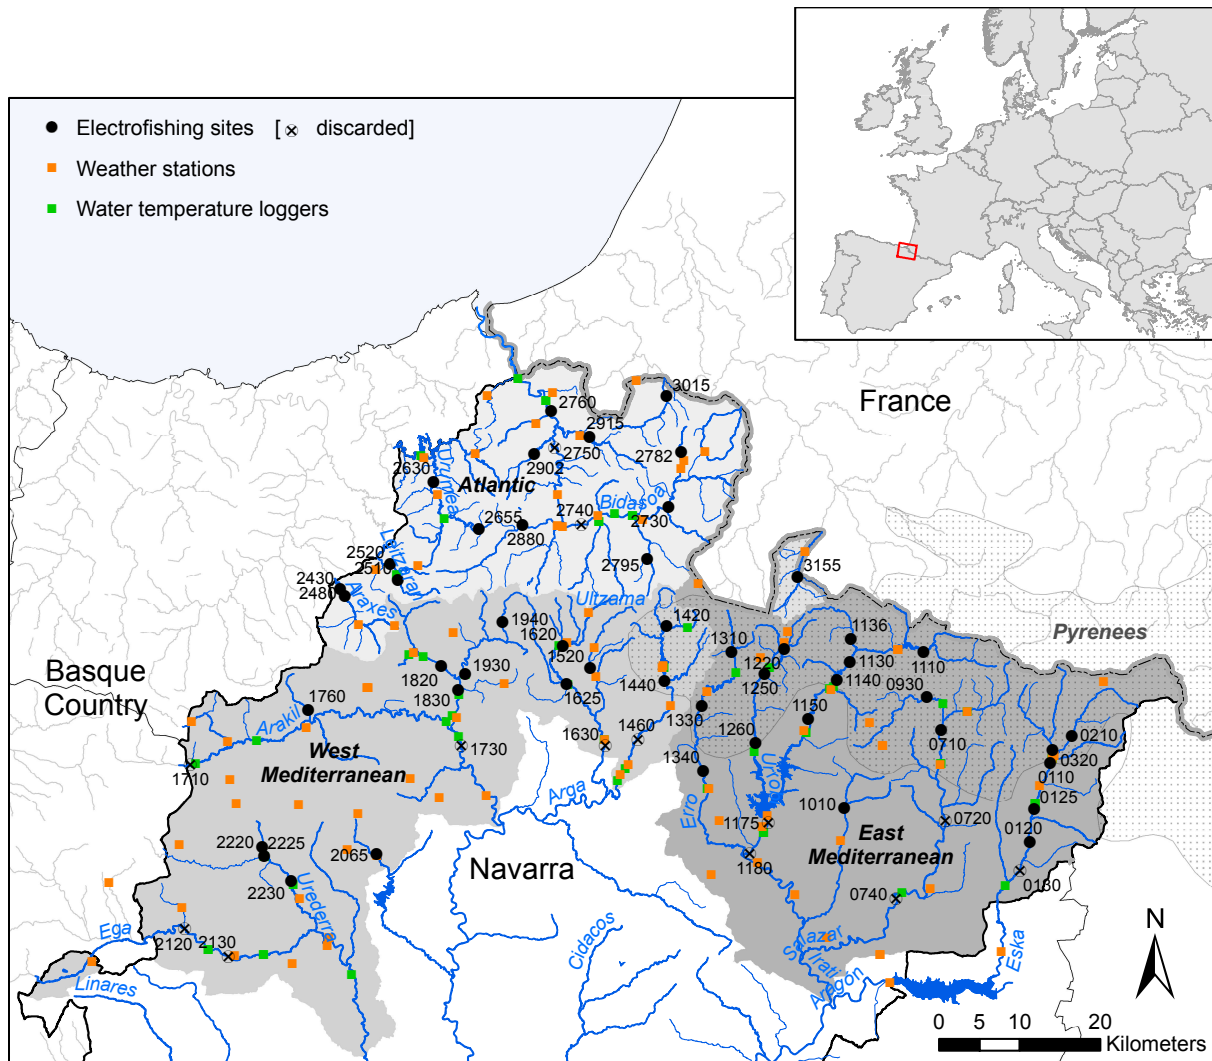 Electrofishing sites [ discarded]
Weather stations
Water temperature loggers
France
3015
2760
2915
2750
2782
2902
2630
Urumea
Atlantic
Bidasoa
2655
2740
2730
2880
2520
2510
Leitzaran
2795
3155
2430
2480
Araxes
Ultzama
1940
1420
1620
1520
1310
1136
Pyrenees
1220
1130
1110
Basque
Country
1930
1820
1830
1625
1440
1250
1140
0930
1760
Arakil
1330
1150
0210
West
Mediterranean
1630
1460
1260
0710
0320
0110
1730
1710
1340
Urrobi
0125
Arga
Erro
1010
1175
0720
East
Mediterranean
0120
2220
2225
2065
1180
0130
2230
Navarra
Urederra
0740
Ega
2120
2130
Cidacos
Salazar
Irati
Aragón
Eska
Linares
N
0 5 10 20
Kilometers